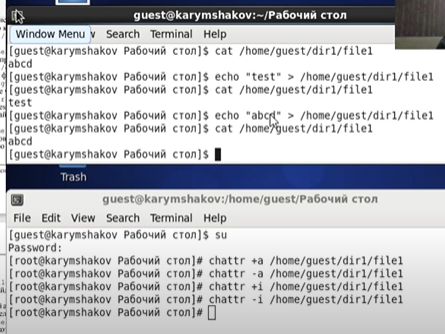 guest@karymshakov:~/Рабочий стол
Window Menu
Search Terminal Help
[guest@karymshakov Рабочий стол]$ cat /home/guest/dir1/file1
abcd
[guest@karymshakov Рабочий стол]$ echo "test" > /home/guest/dir1/file1
[guest@karymshakov Рабочий стол]$ cat /home/guest/dir1/file1
test
[guest@karymshakov Рабочий стол]$ echo "abcd" > /home/guest/dir1/file1
[guest@karymshakov Рабочий стол]$ cat /home/guest/dir1/file1
abcd
[guest@karymshakov Рабочий стол]$
Trash
guest@karymshakov:/home/guest/Рабочий стол
File Edit View Search Terminal Help
[guest@karymshakov Рабочий стол]$ su
Password:
[root@karymshakov Рабочий стол]# chattr +a /home/guest/dir1/file1
[root@karymshakov Рабочий стол]# chattr -a /home/guest/dir1/file1
[root@karymshakov Рабочий стол]# chattr +i /home/guest/dir1/file1
[root@karymshakov Рабочий стол]# chattr -i /home/guest/dir1/file1
[root@karymshakov Рабочий стол]#